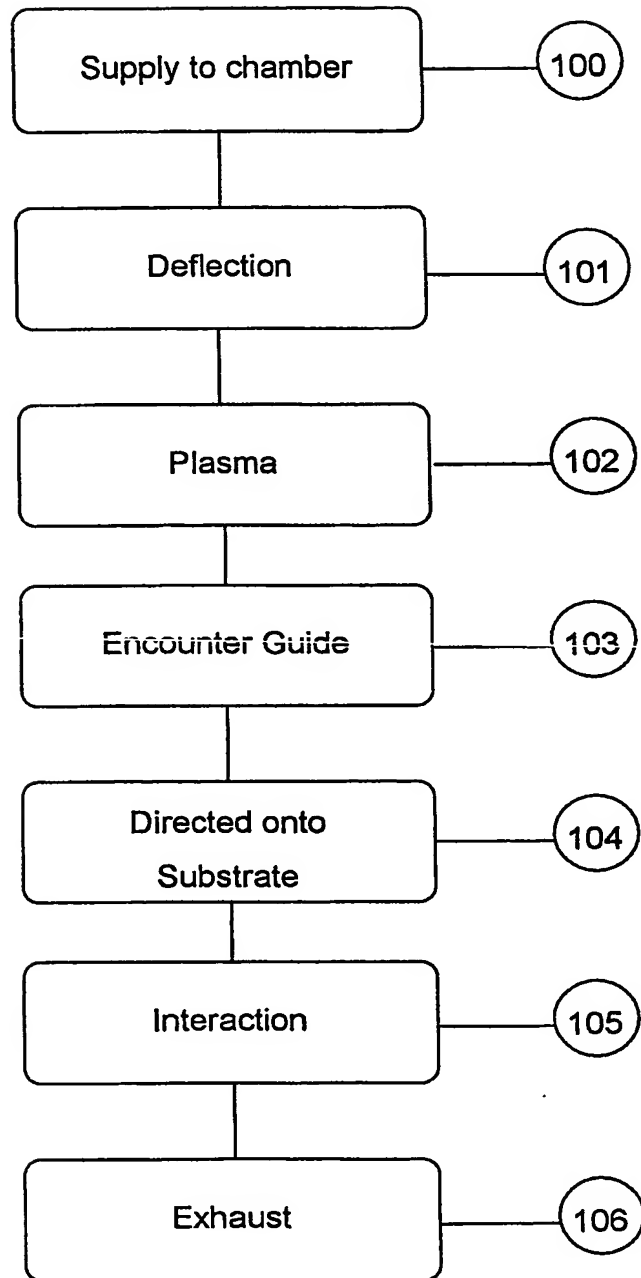 Supply to chamber 100
Deflection 101
Plasma 102
Encounter Guide 103
Directed onto 104
Substrate
Interaction 105
Exhaust 106